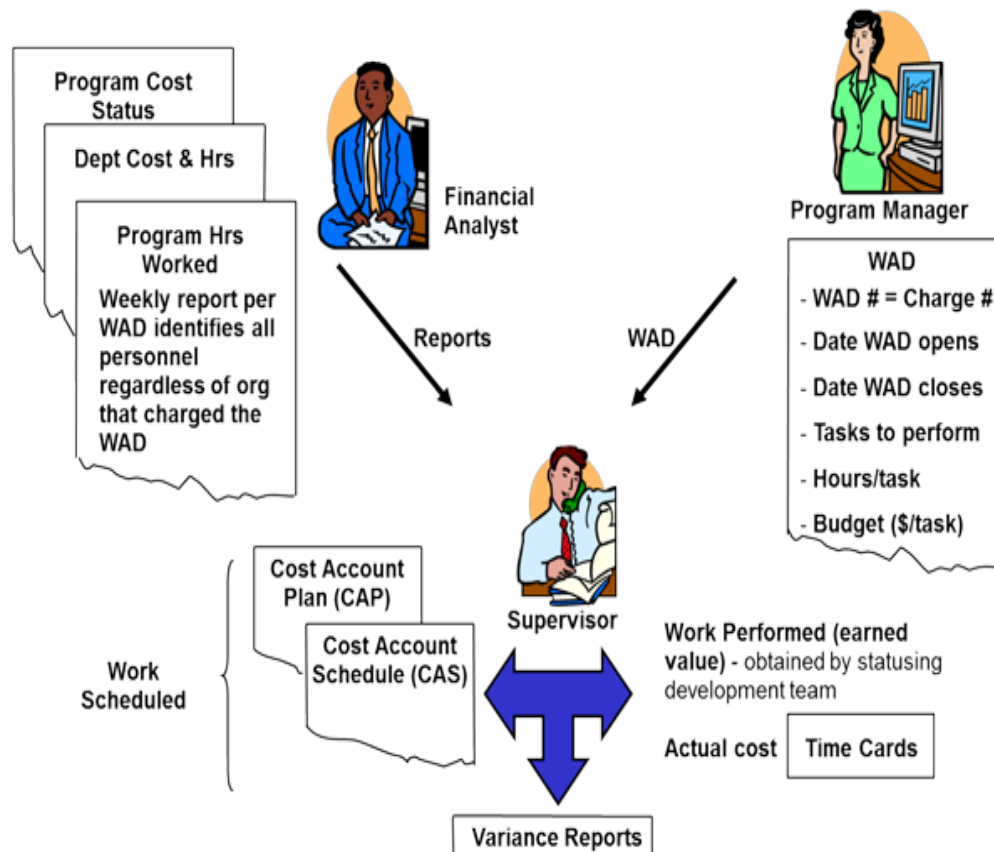 Program Cost
Status
Dept Cost & Hrs
Program Hrs
Worked
Weekly report per
WAD identifies all
personnel
regardless of org
that charged the
WAD
Financial
Analyst
Program Manager
WAD
- WAD # = Charge #
- Date WAD opens
- Date WAD closes
- Tasks to perform
- Hours/task
- Budget ($/task)
Reports
WAD
Supervisor
Work
Scheduled
Cost Account
Plan (CAP)
Cost Account
Schedule (CAS)
Work Performed (earned
value) - obtained by statusing
development team
Actual cost
Time Cards
Variance Reports